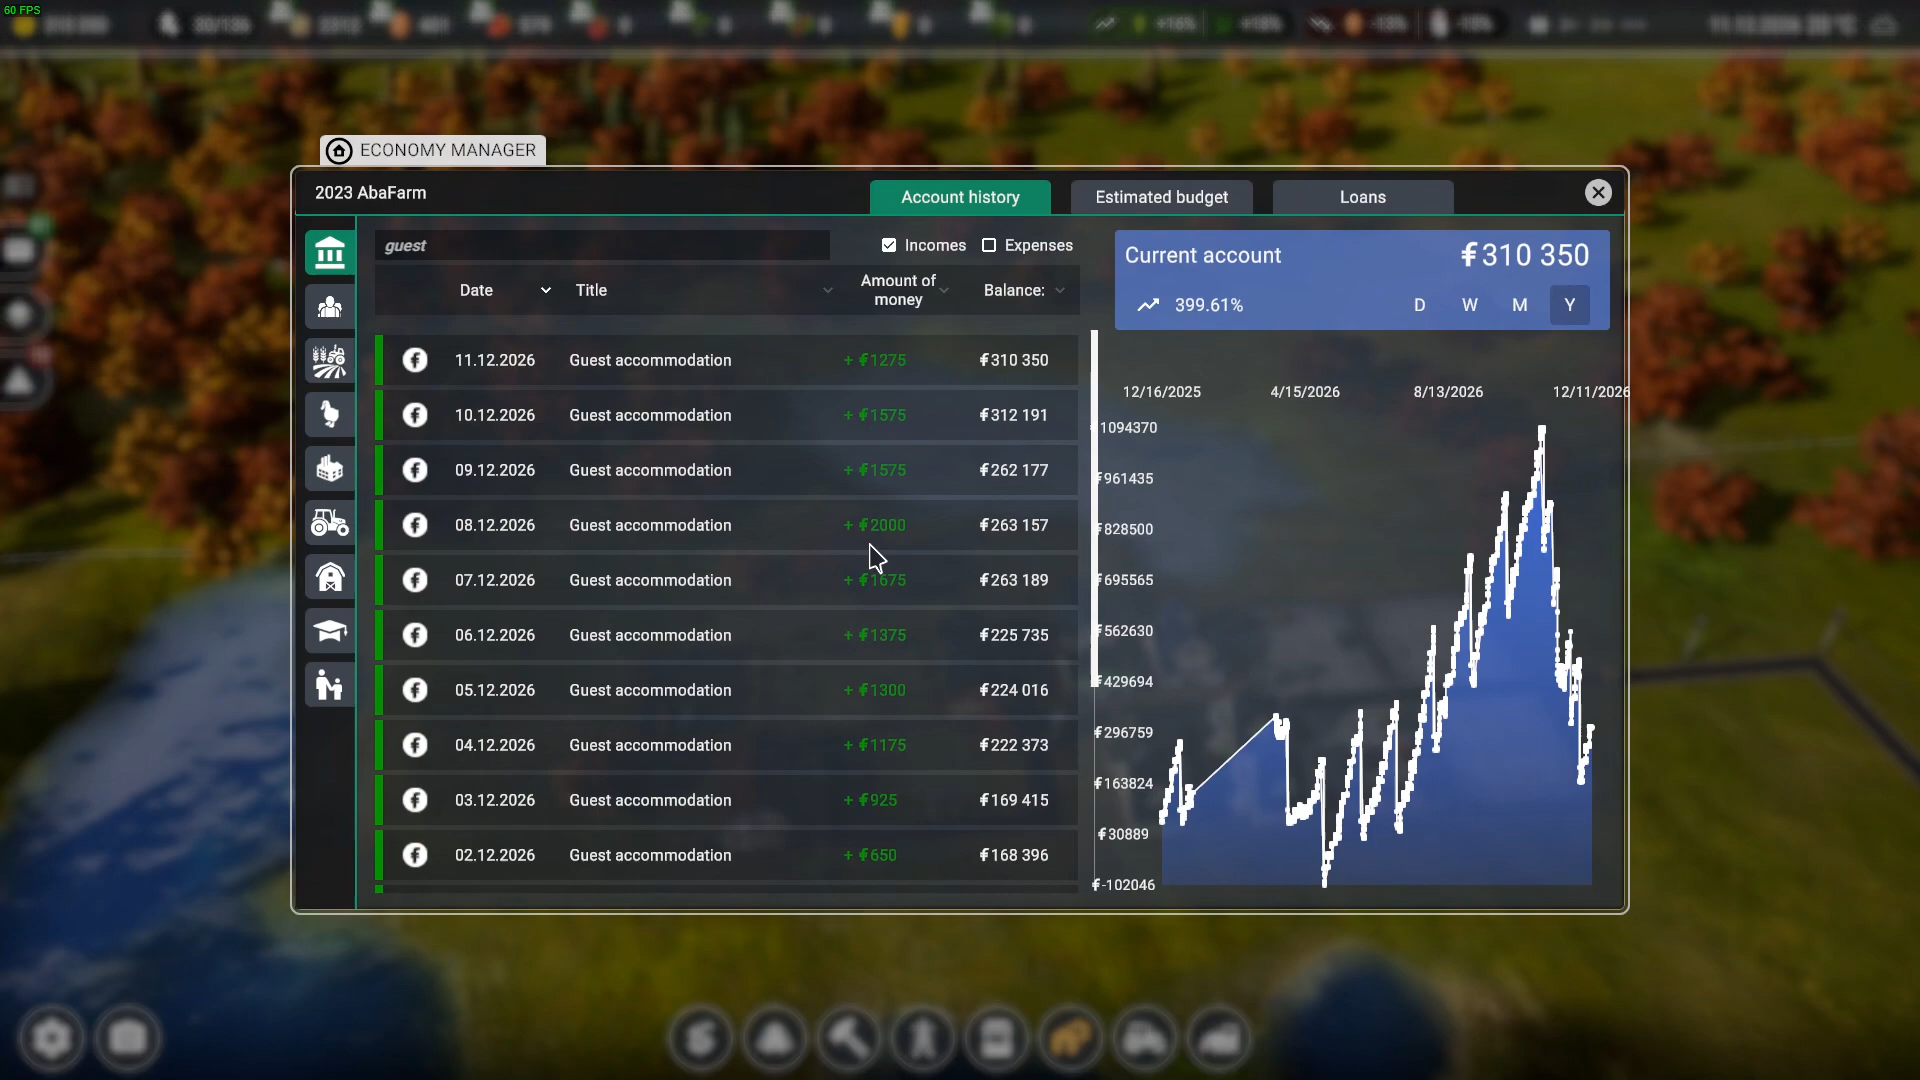 60 FPS
ECONOMY MANAGER
2023 AbaFarm
Account history
Estimated budget
Loans
guest
Incomes
Expenses
Date
Title
Amount of
money
Balance:
11.12.2026 Guest accommodation + 1275 310 350
10.12.2026 Guest accommodation + 1575 312 191
09.12.2026 Guest accommodation + 1575 262 177
08.12.2026 Guest accommodation + 2000 263 157
07.12.2026 Guest accommodation + 1675 263 189
06.12.2026 Guest accommodation + 1375 225 735
05.12.2026 Guest accommodation + 1300 224 016
04.12.2026 Guest accommodation + 1175 222 373
03.12.2026 Guest accommodation + 925 169 415
02.12.2026 Guest accommodation + 650 168 396
Current account 310 350
399.61% D W M Y
12/16/2025 4/15/2026 8/13/2026 12/11/2026
1094370
961435
828500
695565
562630
429694
296759
163824
30889
-102046